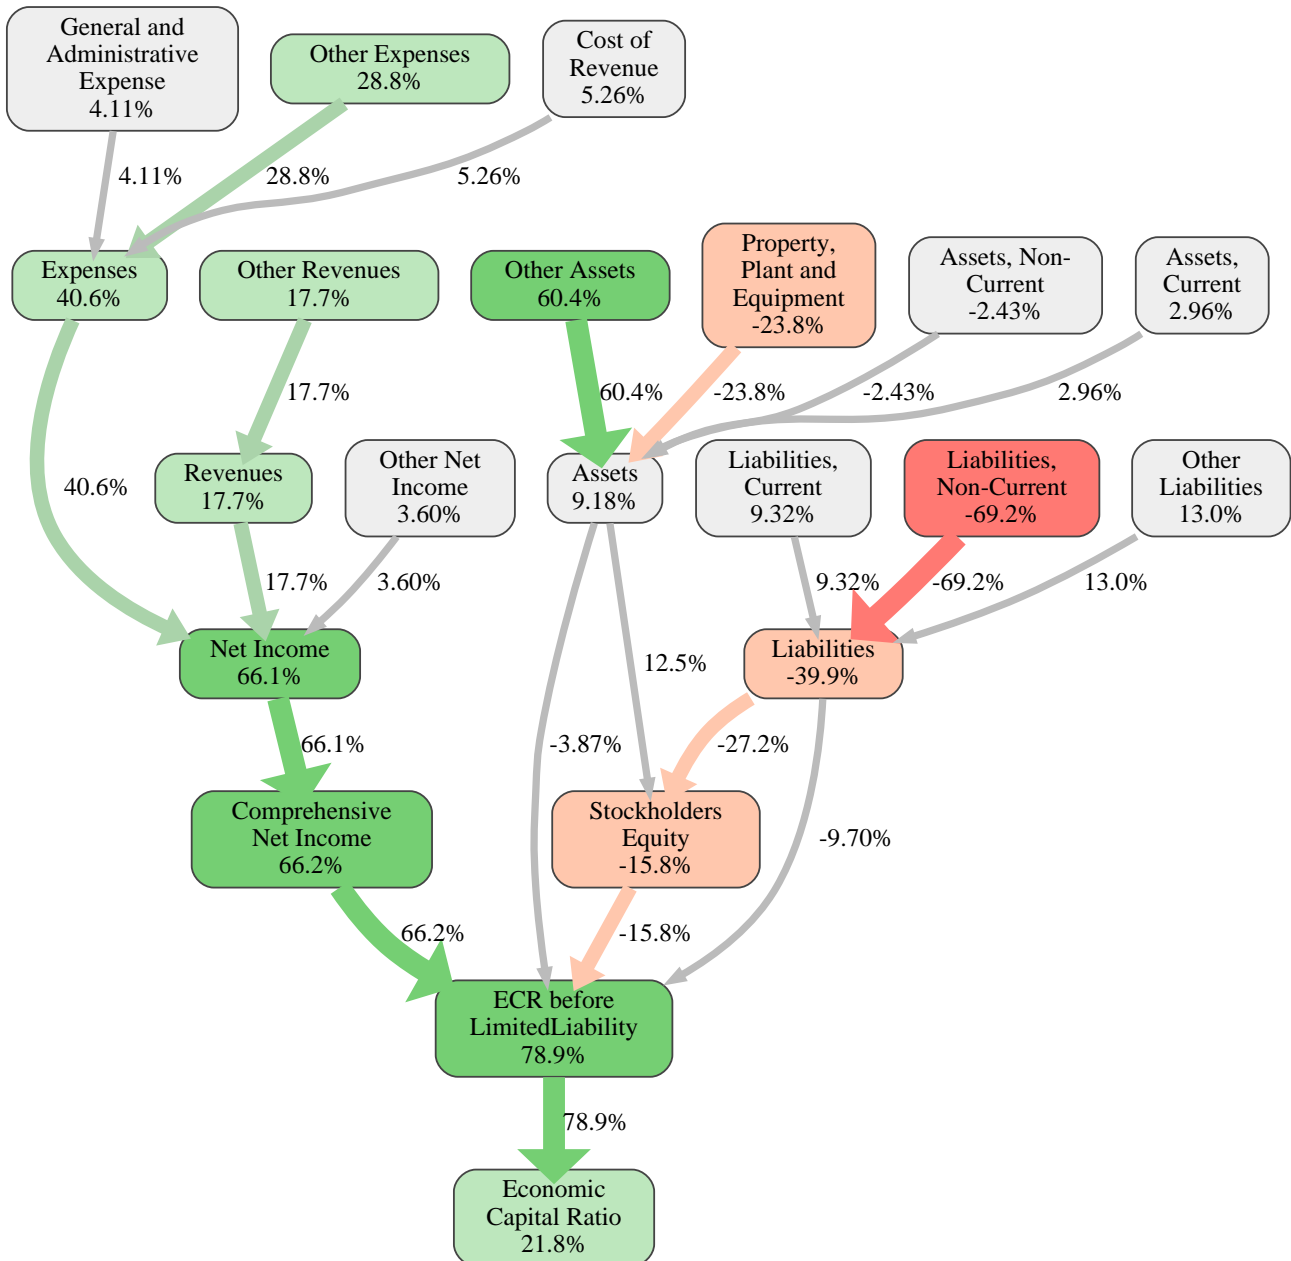 General and
Administrative
Expense
4.11%
Other Expenses
28.8%
Cost of
Revenue
5.26%
4.11%
28.8%
5.26%
Expenses
40.6%
Other Revenues
17.7%
Other Assets
60.4%
Property,
Plant and
Equipment
-23.8%
Assets, Non-
Current
-2.43%
Assets,
Current
2.96%
17.7%
60.4%
-23.8%
-2.43%
2.96%
40.6%
Revenues
17.7%
Other Net
Income
3.60%
Assets
9.18%
Liabilities,
Current
9.32%
Liabilities,
Non-Current
-69.2%
Other
Liabilities
13.0%
17.7%
3.60%
9.32%
-69.2%
13.0%
Net Income
66.1%
12.5%
Liabilities
-39.9%
66.1%
-3.87%
-27.2%
Comprehensive
Net Income
66.2%
Stockholders
Equity
-15.8%
-9.70%
66.2%
-15.8%
ECR before
LimitedLiability
78.9%
78.9%
Economic
Capital Ratio
21.8%